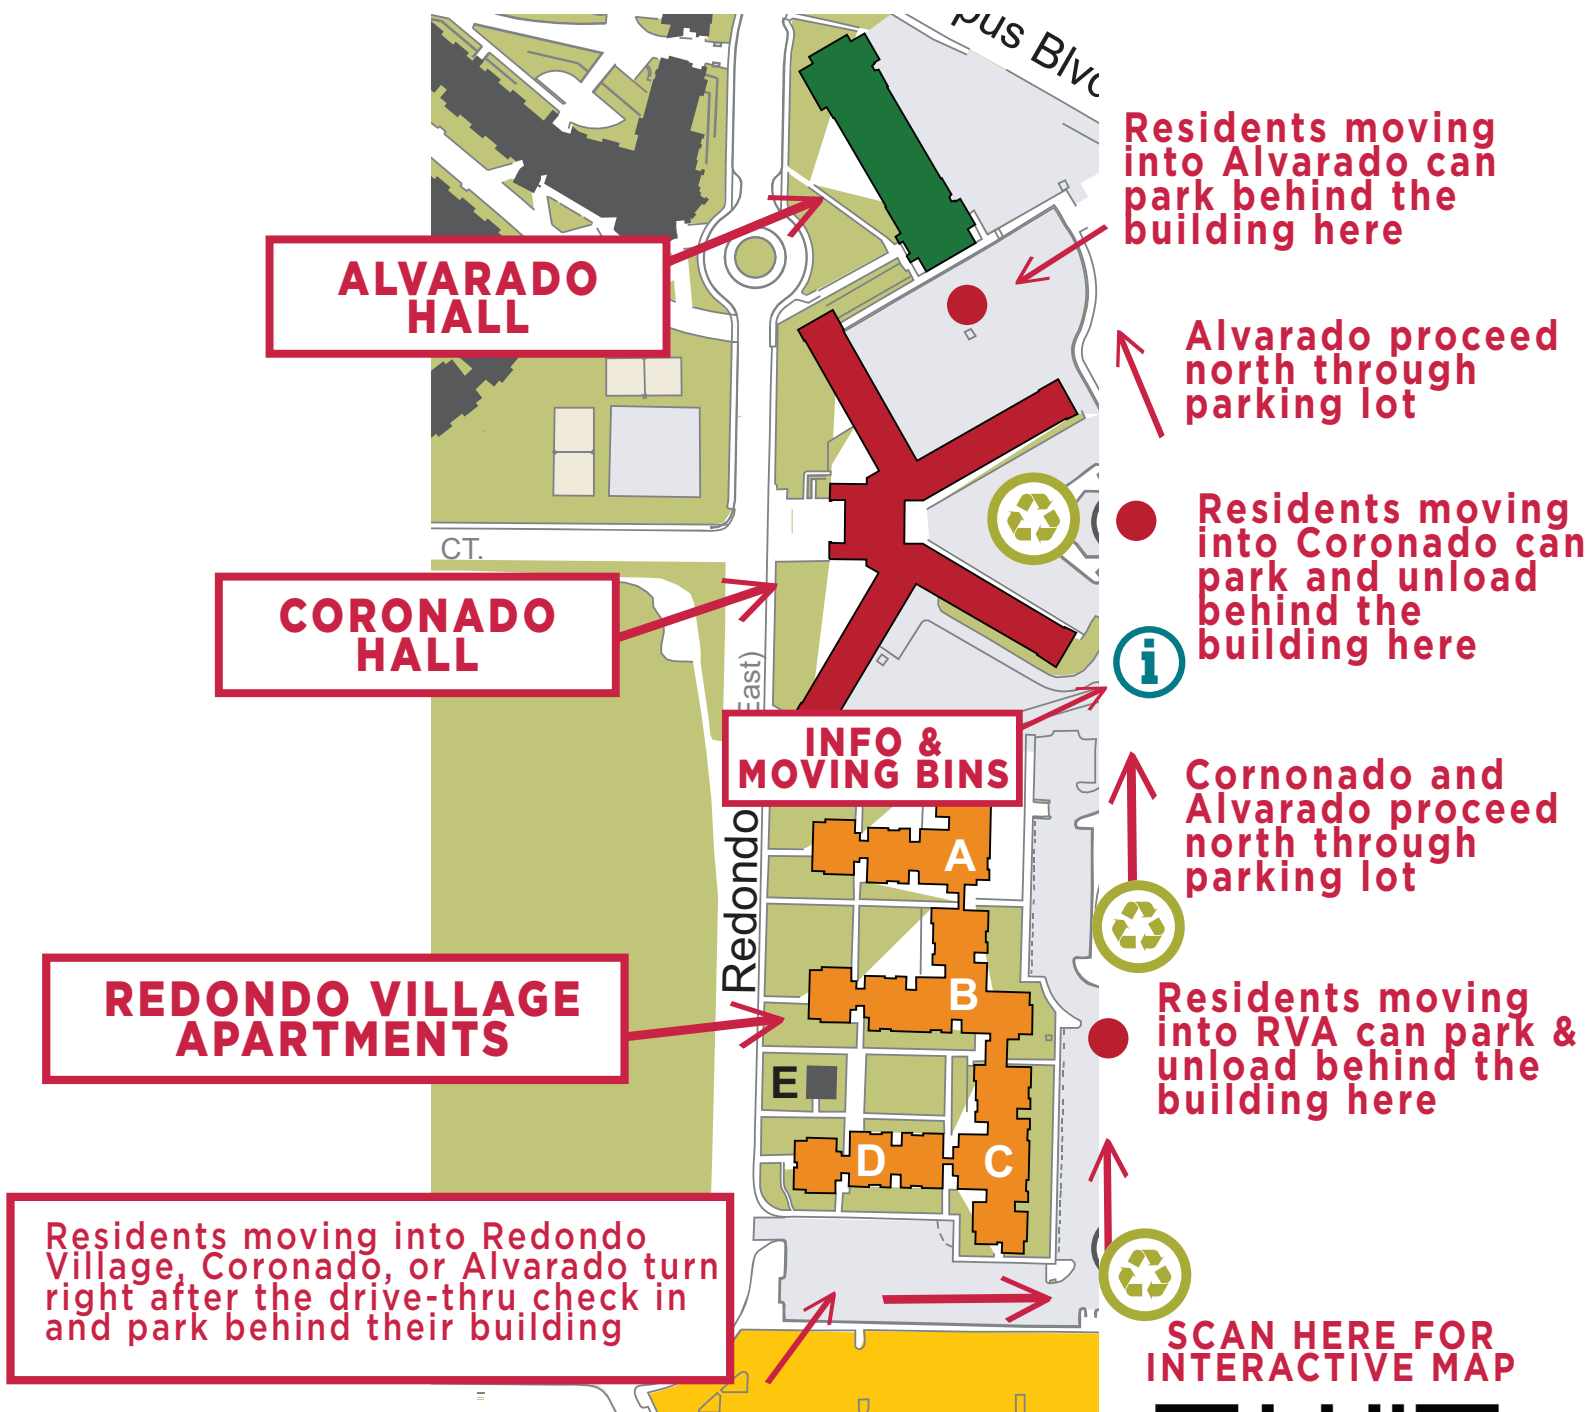 pus Blvd
Residents moving
into Alvarado can
park behind the
building here
ALVARADO
HALL
Alvarado proceed
north through
parking lot
Residents moving
into Coronado can
park and unload
behind the
building here
CT.
CORONADO
HALL
i
East)
INFO &
MOVING BINS
Cornonado and
Alvarado proceed
north through
parking lot
Redondo
A
B
REDONDO VILLAGE
APARTMENTS
Residents moving
into RVA can park &
unload behind the
building here
E
D
C
Residents moving into Redondo
Village, Coronado, or Alvarado turn
right after the drive-thru check in
and park behind their building
SCAN HERE FOR
INTERACTIVE MAP